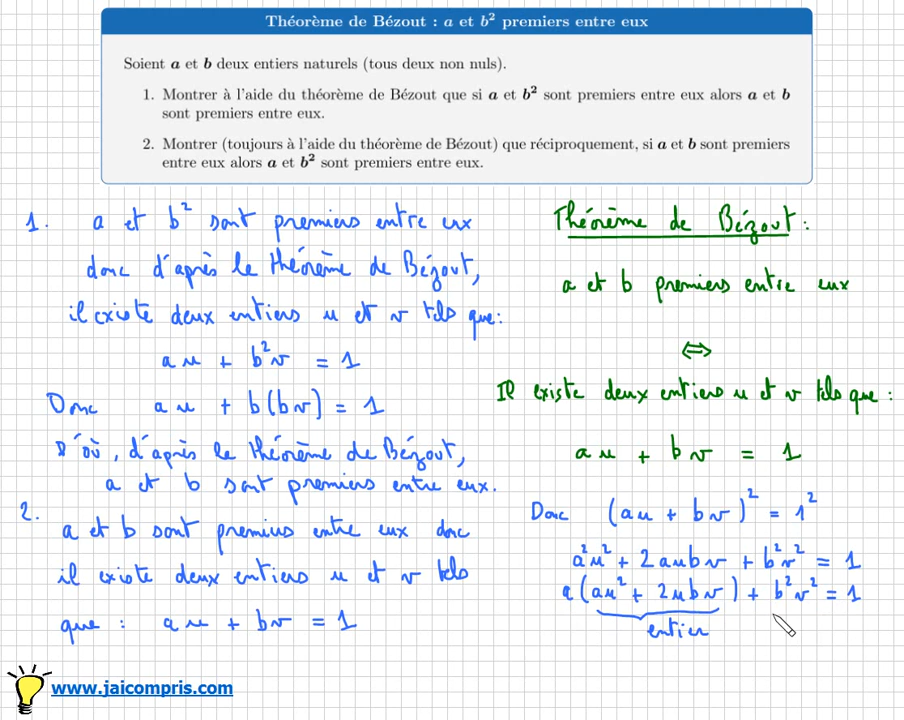 Théorème de Bézout : a et b² premiers entre eux
Soient a et b deux entiers naturels (tous deux non nuls).
1. Montrer à l'aide du théorème de Bézout que si a et b² sont premiers entre eux alors a et b
sont premiers entre eux.
2. Montrer (toujours à l'aide du théorème de Bézout) que réciproquement, si a et b sont premiers
entre eux alors a et b² sont premiers entre eux.
1. a et b² sont premiers entre eux
donc d'après le théorème de Bézout,
il existe deux entiers u et v tels que :
au + b²v = 1
Donc au + b(bv) = 1
D'où, d'après le théorème de Bézout,
a et b sont premiers entre eux.
2.
a et b sont premiers entre eux donc
il existe deux entiers u et v tels
que : au + bv = 1
Théorème de Bézout :
a et b premiers entre eux
⇔
Il existe deux entiers u et v tels que :
au + bv = 1
Donc (au + bv)² = 1²
a²u² + 2aubv + b²v² = 1
a(au² + 2ubv) + b²v² = 1
entier
www.jaicompris.com